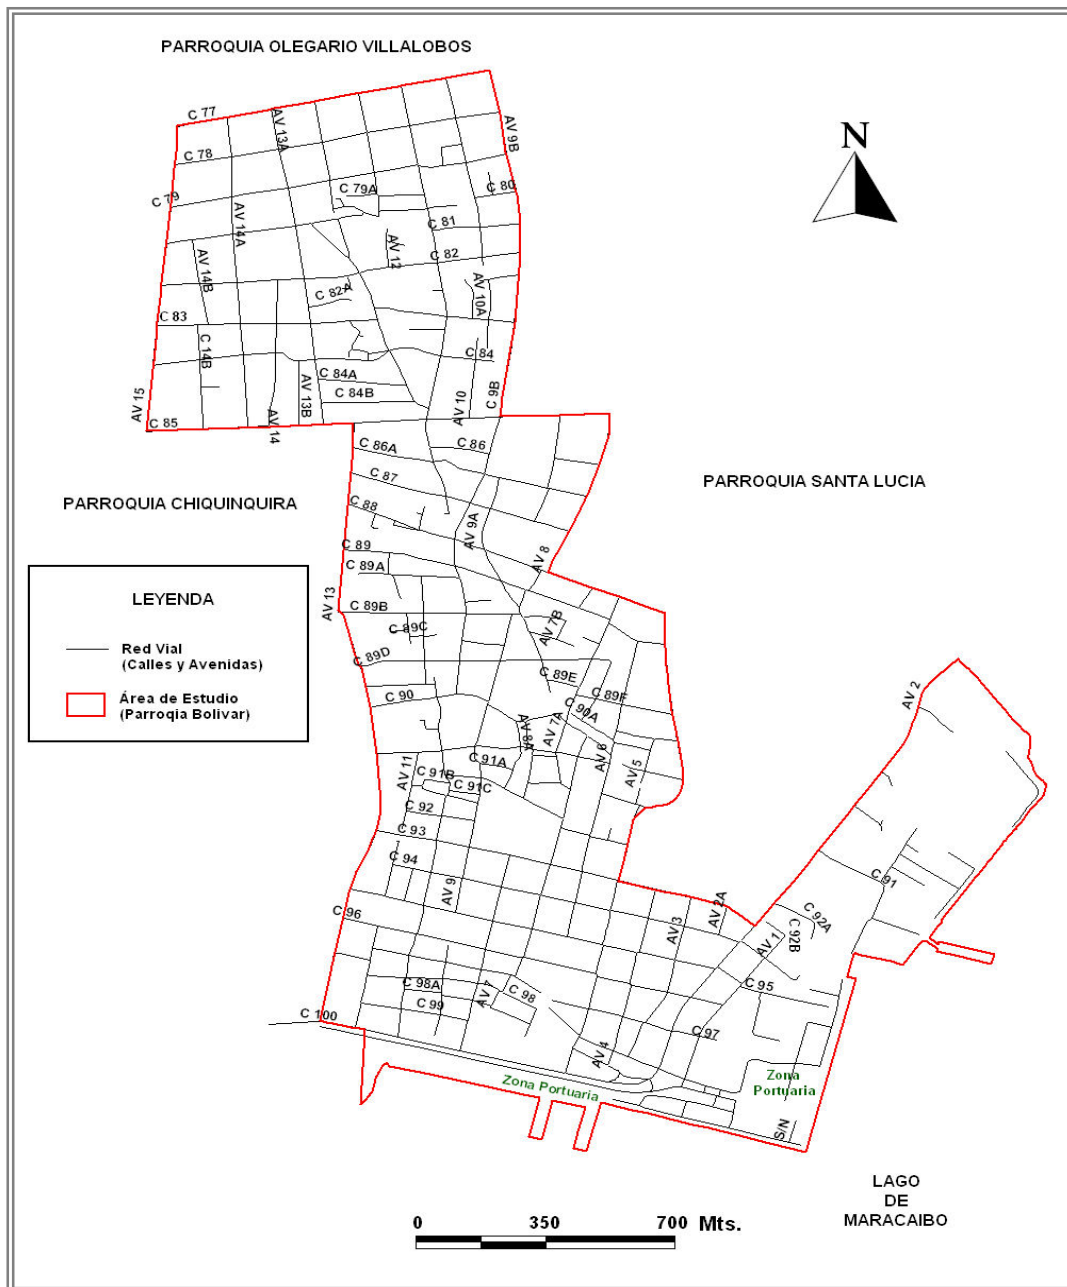 PARROQUIA OLEGARIO VILLALOBOS
C 77
AV 13A
AV 9B
N
C 78
C 79
C 79A
C 80
AV 14A
C 81
AV 12
C 82
AV 14B
AV 10A
C 82A
C 83
C 14B
C 84
C 84A
C 84B
AV 15
AV 13B
AV 10
C 9B
C 85
AV 14
C 86A
C 86
C 87
PARROQUIA SANTA LUCIA
PARROQUIA CHIQUINQUIRA
C 88
AV 9A
C 89
AV 8
C 89A
LEYENDA
AV 13
C 89B
C 89C
AV 7B
Red Vial
(Calles y Avenidas)
C 89D
C 89E
Área de Estudio
(Parroqia Bolivar)
C 90
C 89F
C 90A
AV 2
AV 8A
AV 7A
AV 6
AV 5
C 91A
AV 11
C 91B
C 91C
C 92
C 93
C 94
C 91
AV 9
AV 2A
C 96
AV 3
C 92A
AV 1
C 92B
C 98A
C 99
AV 7
C 98
C 95
C 100
C 97
AV 4
Zona Portuaria
Zona
Portuaria
S/N
LAGO
DE
MARACAIBO
0 350 700 Mts.